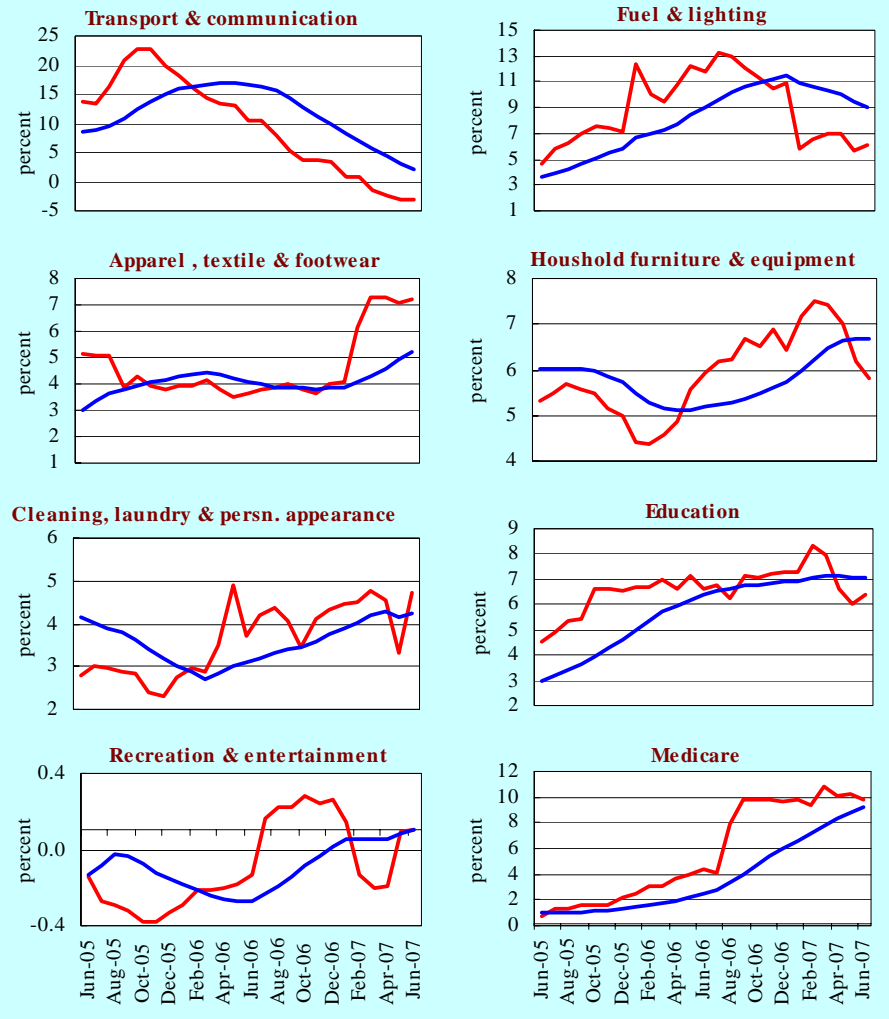 Transport & communication
percent
25
20
15
10
5
0
-5
Fuel & lighting
percent
15
13
11
9
7
5
3
1
Apparel , textile & footwear
percent
8
7
6
5
4
3
2
1
Houshold furniture & equipment
percent
8
7
6
5
4
Cleaning, laundry & persn. appearance
percent
6
5
4
3
2
Education
percent
9
8
7
6
5
4
3
2
Recreation & entertainment
percent
0.4
0.0
-0.4
Jun-05
Aug-05
Oct-05
Dec-05
Feb-06
Apr-06
Jun-06
Aug-06
Oct-06
Dec-06
Feb-07
Apr-07
Jun-07
Medicare
percent
12
10
8
6
4
2
0
Jun-05
Aug-05
Oct-05
Dec-05
Feb-06
Apr-06
Jun-06
Aug-06
Oct-06
Dec-06
Feb-07
Apr-07
Jun-07